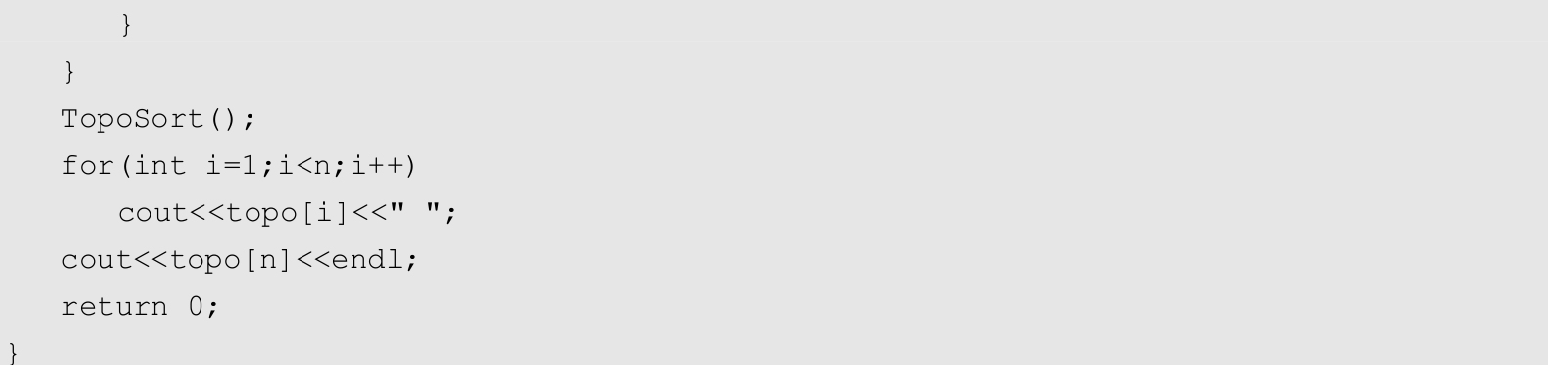 }
   }
   TopoSort();
   for(int i=1;i<n;i++)
      cout<<topo[i]<<" ";
   cout<<topo[n]<<endl;
   return 0;
}